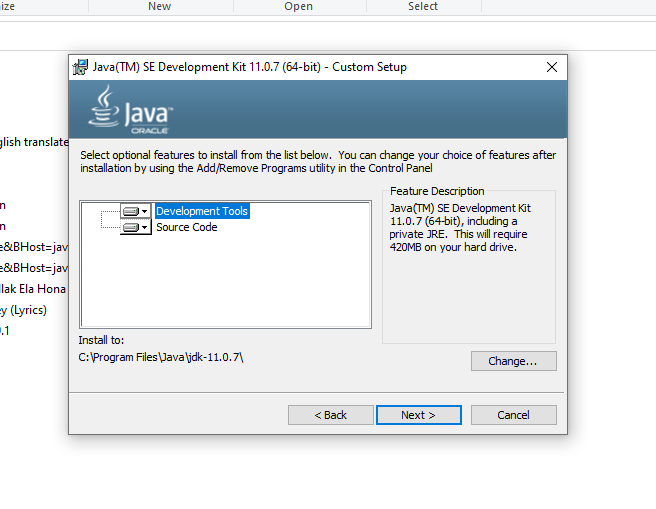 ize New Open Select
Java(TM) SE Development Kit 11.0.7 (64-bit) - Custom Setup
Java™
ORACLE
glish translate
Select optional features to install from the list below. You can change your choice of features after
installation by using the Add/Remove Programs utility in the Control Panel
Feature Description
Development Tools
Source Code
Java(TM) SE Development Kit
11.0.7 (64-bit), including a
private JRE. This will require
420MB on your hard drive.
n
n
e&BHost=jav
e&BHost=jav
llak Ela Hona
ey (Lyrics)
0.1
Install to:
C:\Program Files\Java\jdk-11.0.7\
Change...
< Back Next > Cancel